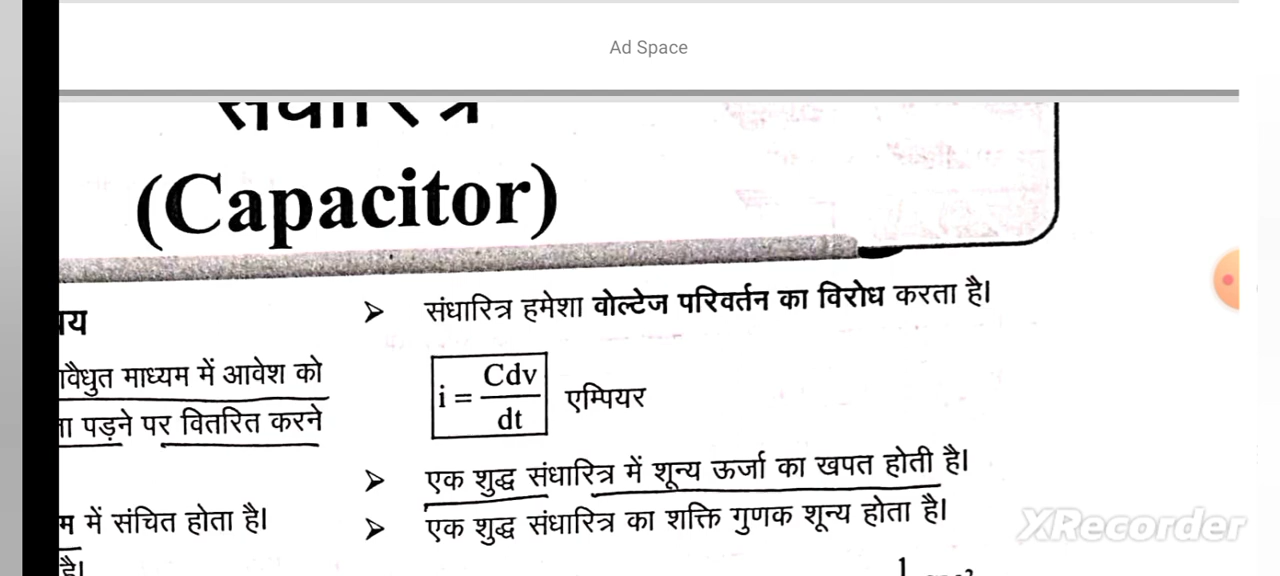 Ad Space
संधारित्र
(Capacitor)
माध्यम में आवेश को
पड़ने पर वितरित करने
में संचित होता है।
है।
➢ संधारित्र हमेशा वोल्टेज परिवर्तन का विरोध करता है।
i = Cdv/dt एम्पियर
➢ एक शुद्ध संधारित्र में शून्य ऊर्जा का खपत होती है।
➢ एक शुद्ध संधारित्र का शक्ति गुणक शून्य होता है।
XRecorder